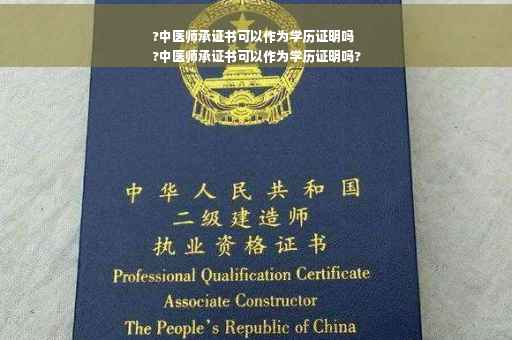 ?中医师承证书可以作为学历证明吗
?中医师承证书可以作为学历证明吗?
中华人民共和国
二级建造师
执业资格证书
Professional Qualification Certificate
Associate Constructor
The People's Republic of China